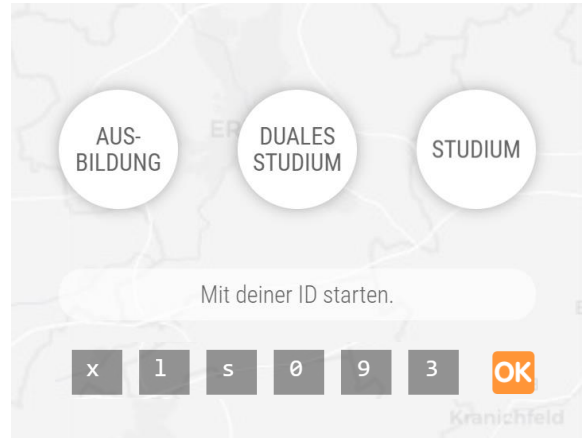 AUS-
BILDUNG
DUALES
STUDIUM
STUDIUM
Mit deiner ID starten.
x l s 0 9 3 OK
Kranichfeld